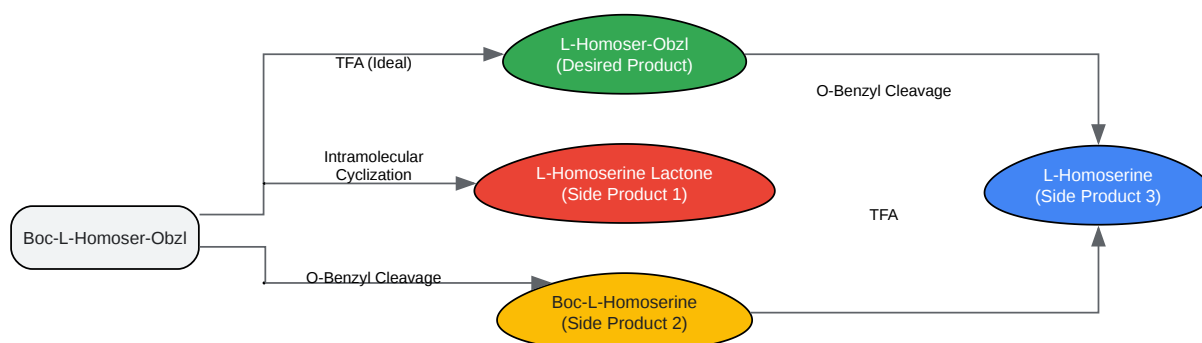 L-Homoser-Obzl
(Desired Product)
TFA (Ideal)
O-Benzyl Cleavage
Intramolecular
Cyclization
L-Homoserine Lactone
(Side Product 1)
L-Homoserine
(Side Product 3)
TFA
Boc-L-Homoser-Obzl
O-Benzyl Cleavage
Boc-L-Homoserine
(Side Product 2)